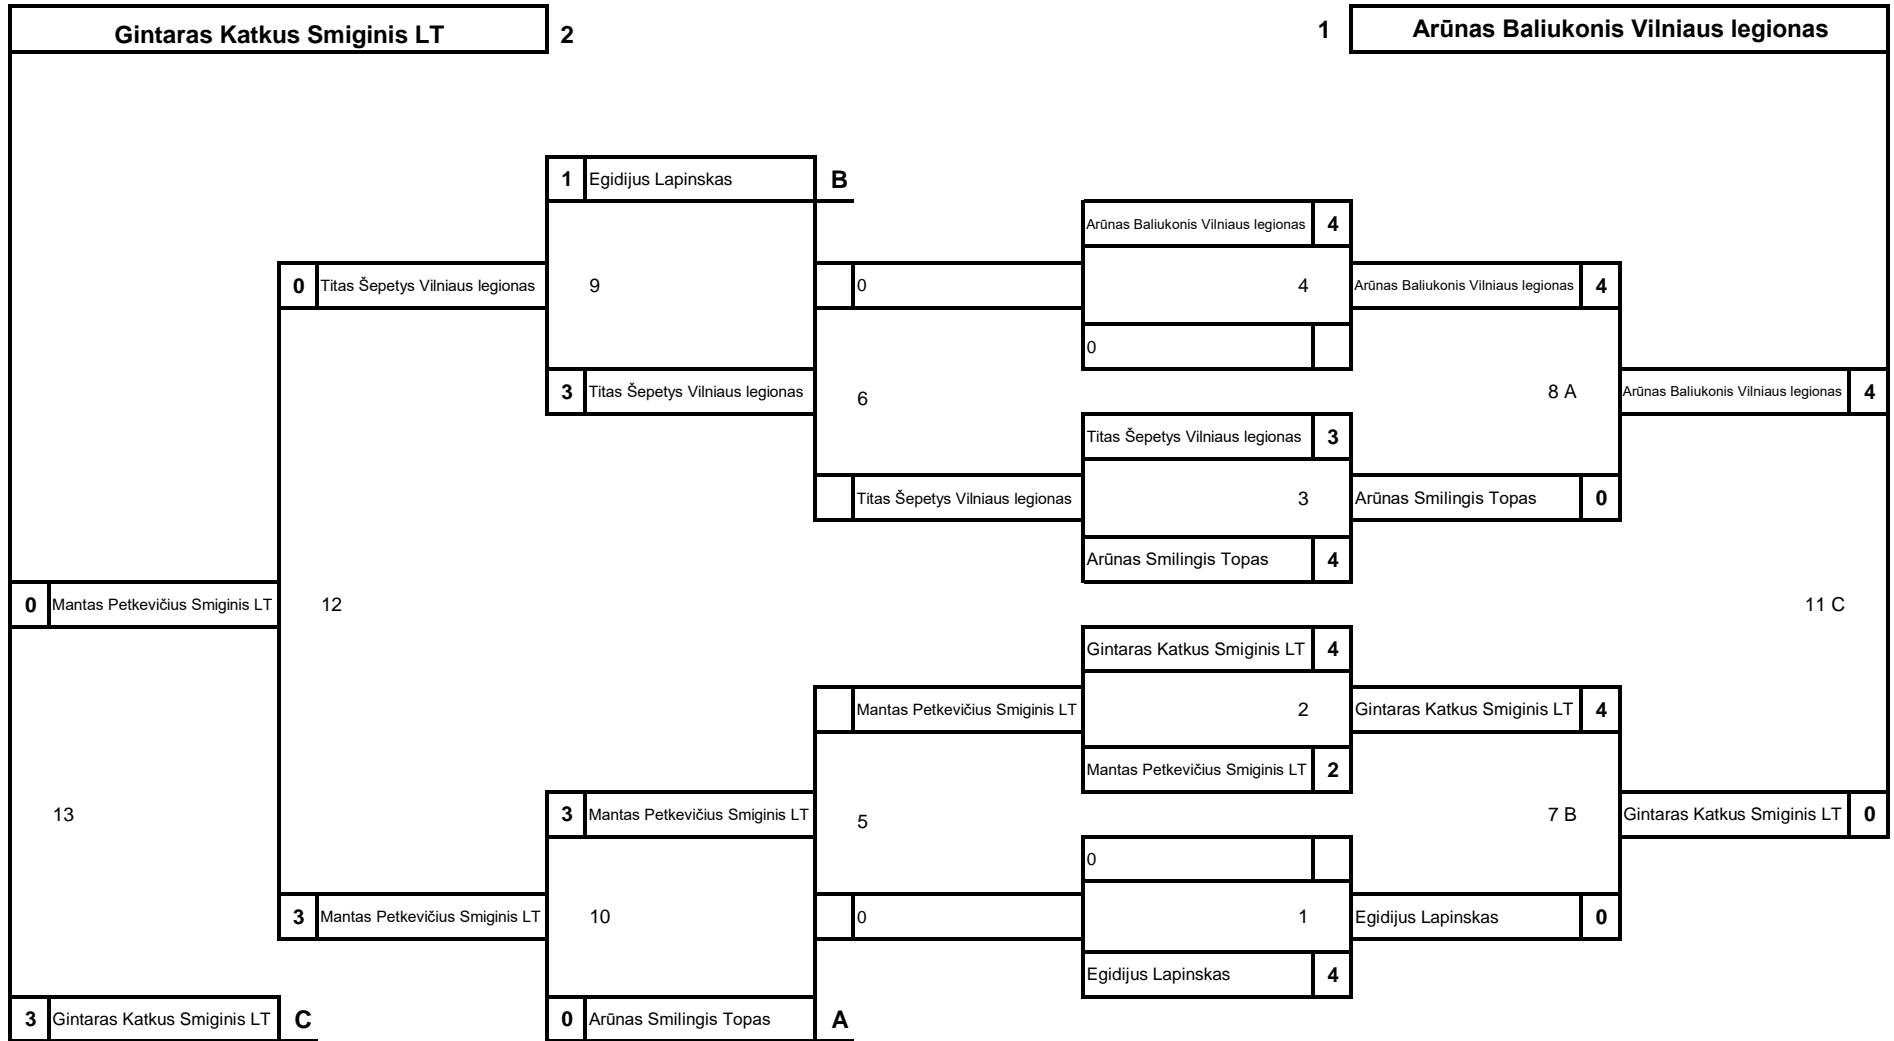 Gintaras Katkus Smiginis LT 2 1 Arūnas Baliukonis Vilniaus legionas
1 Egidijus Lapinskas B
Arūnas Baliukonis Vilniaus legionas 4
0 Titas Šepetys Vilniaus legionas 9 0 4 Arūnas Baliukonis Vilniaus legionas 4
0
3 Titas Šepetys Vilniaus legionas 6 8 A Arūnas Baliukonis Vilniaus legionas 4
Titas Šepetys Vilniaus legionas 3
Titas Šepetys Vilniaus legionas 3 Arūnas Smilingis Topas 0
Arūnas Smilingis Topas 4
0 Mantas Petkevičius Smiginis LT 12 11 C
Gintaras Katkus Smiginis LT 4
Mantas Petkevičius Smiginis LT 2 Gintaras Katkus Smiginis LT 4
Mantas Petkevičius Smiginis LT 2
13 3 Mantas Petkevičius Smiginis LT 5 7 B Gintaras Katkus Smiginis LT 0
0
3 Mantas Petkevičius Smiginis LT 10 0 1 Egidijus Lapinskas 0
Egidijus Lapinskas 4
3 Gintaras Katkus Smiginis LT C 0 Arūnas Smilingis Topas A